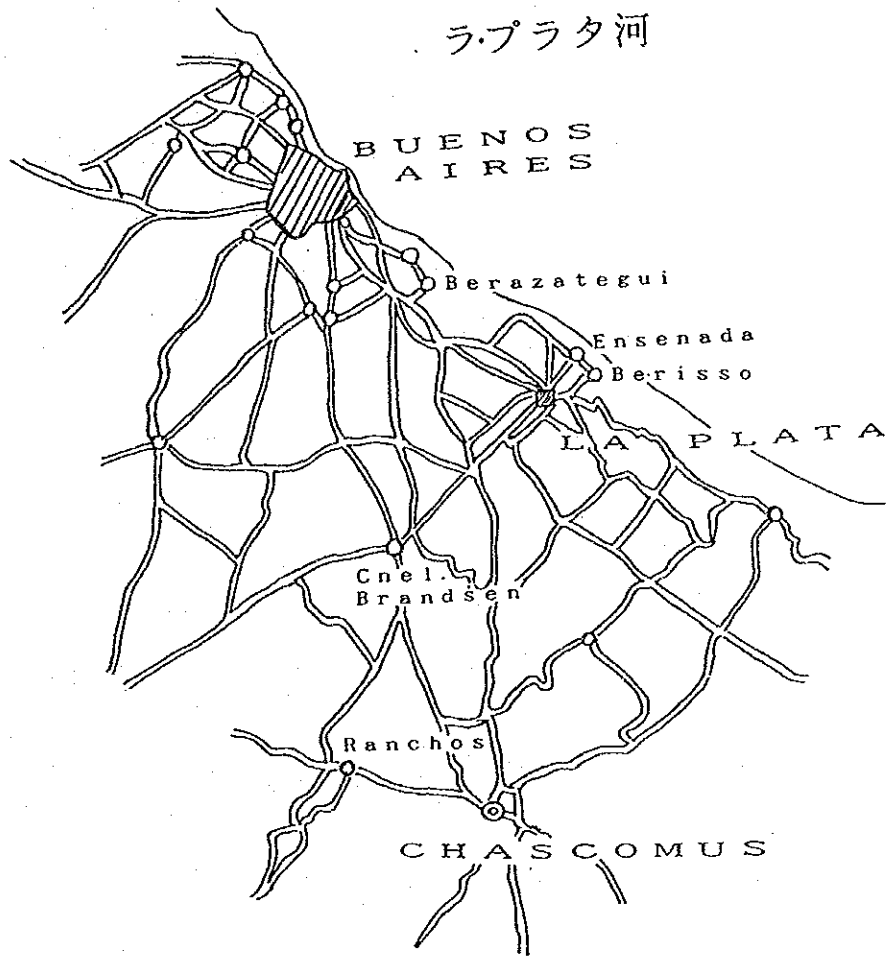 ラ・プラタ河
BUENOS
AIRES
Berazategui
Ensenada
Berisso
LA PLATA
Cnel.
Brandsen
Ranchos
CHASCOMUS